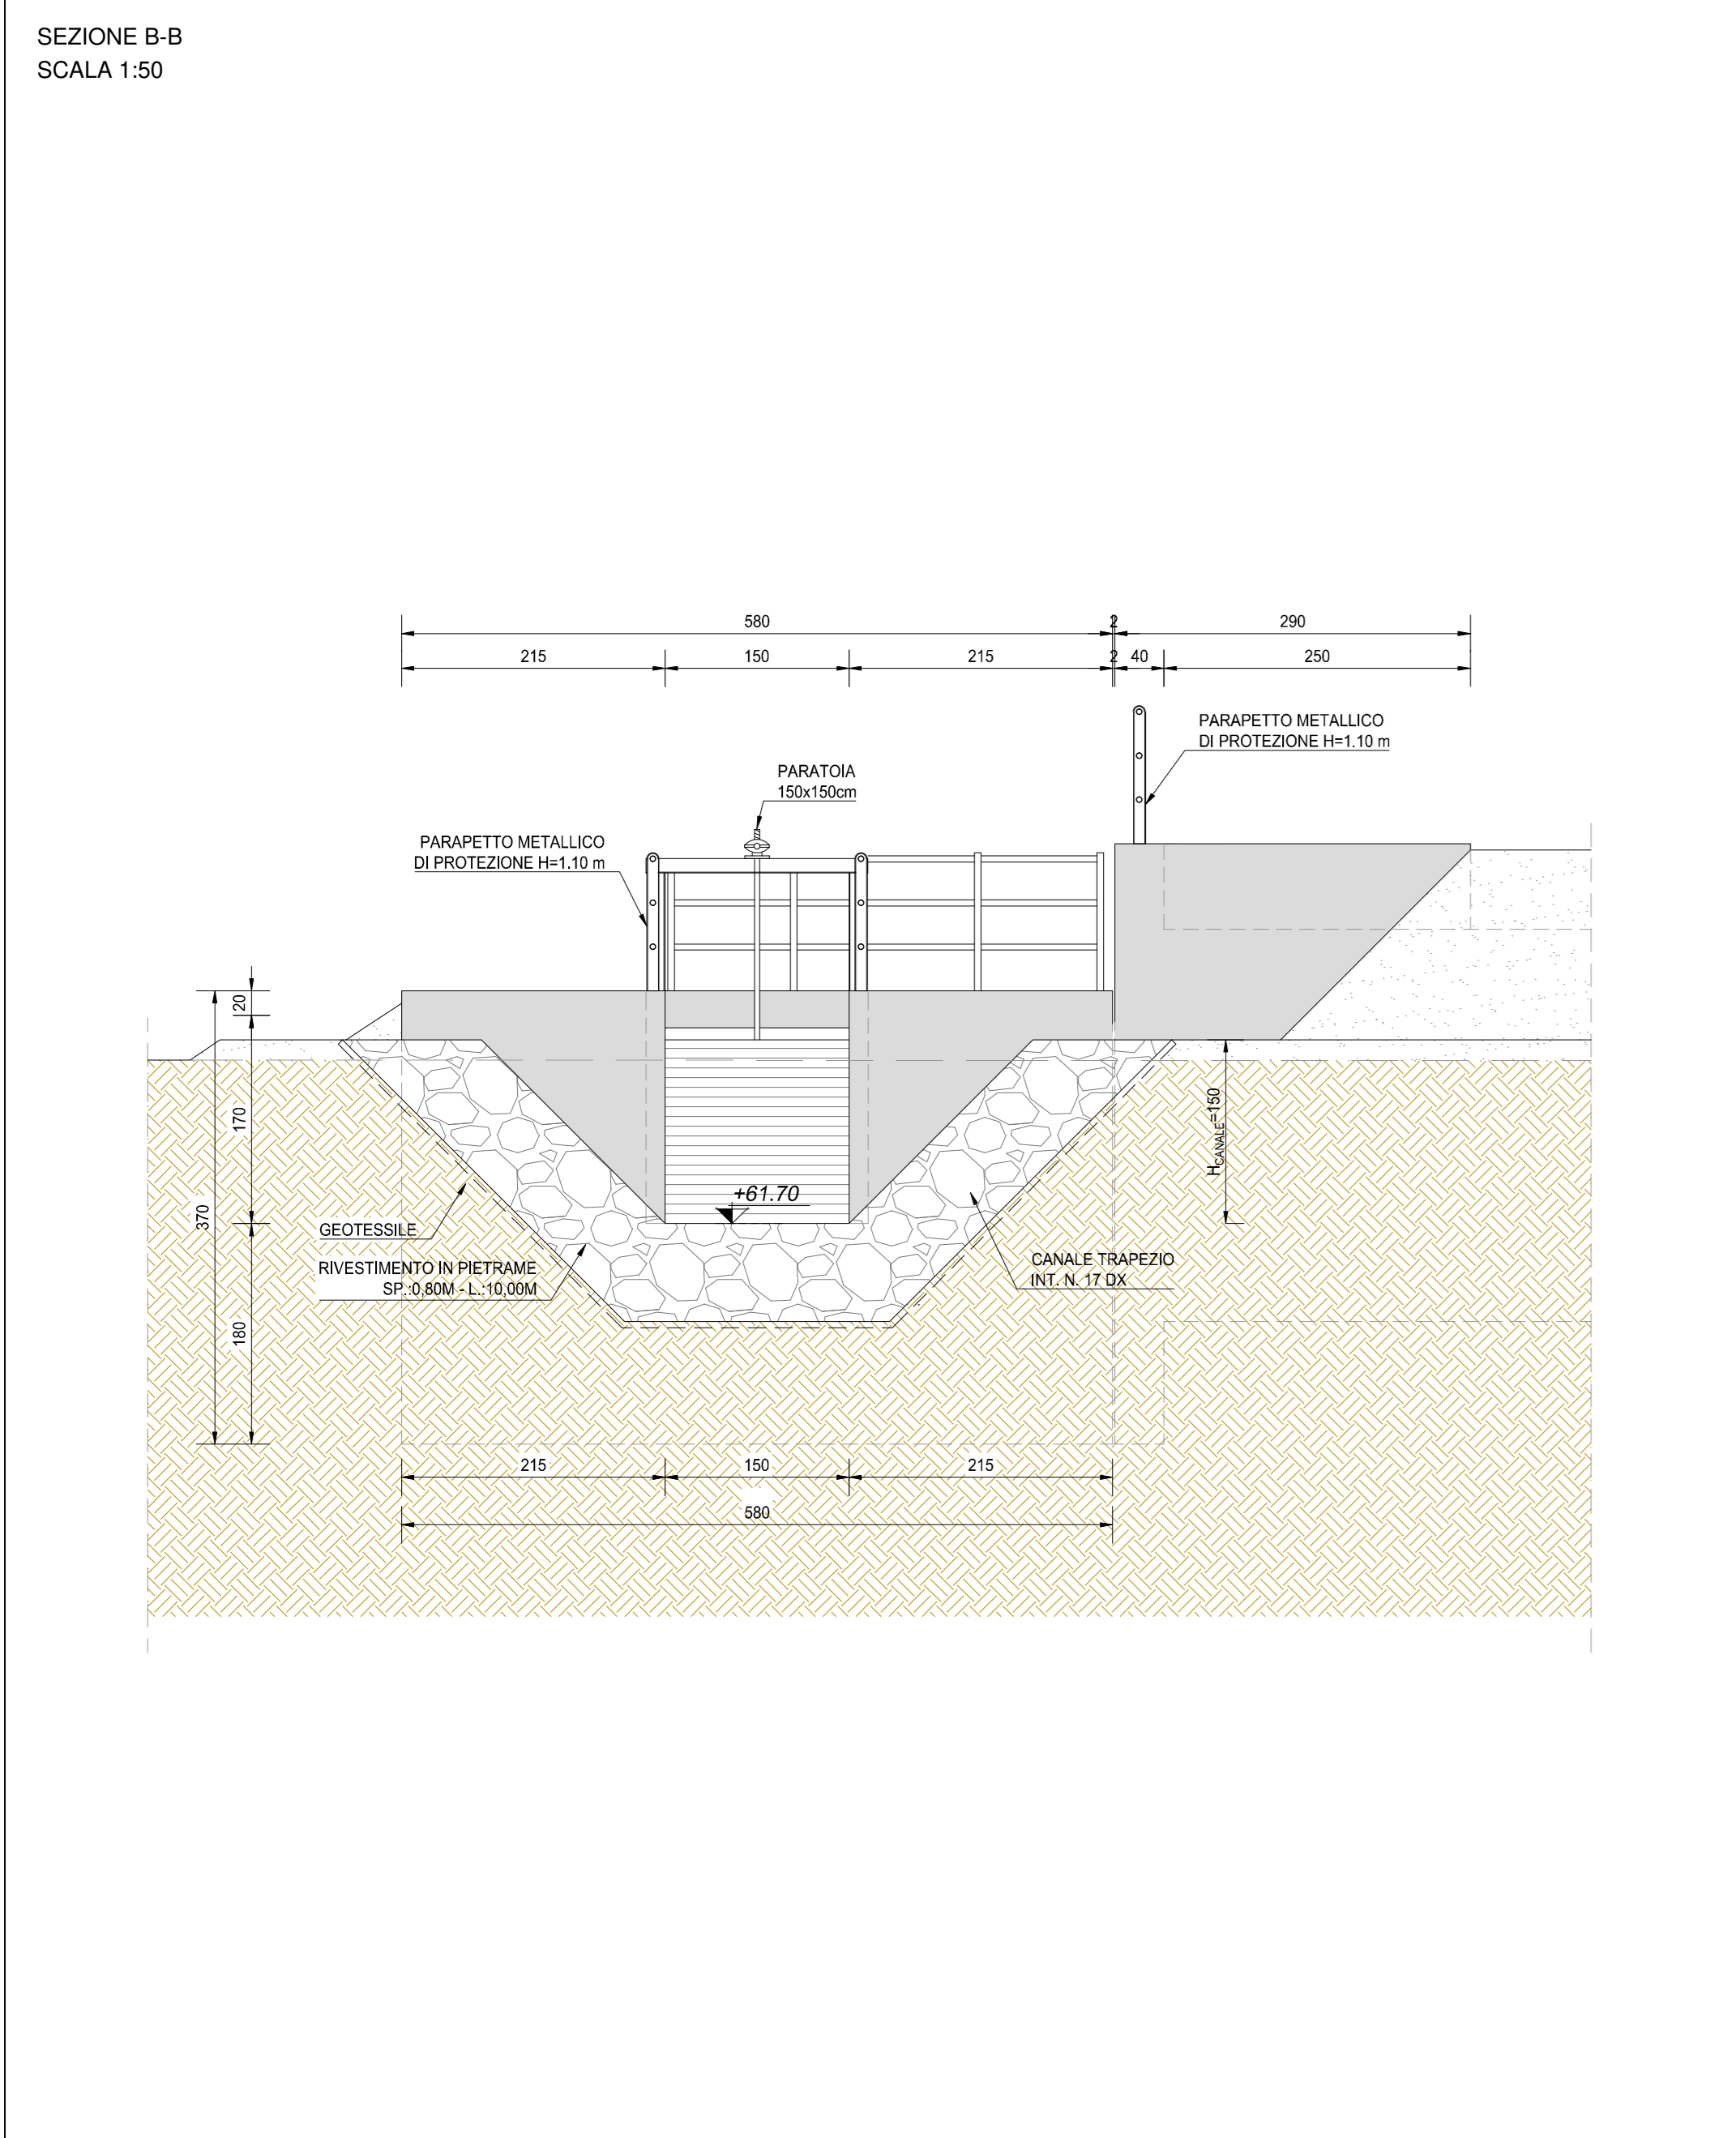 SEZIONE B-B
SCALA 1:50
580
2
290
215
150
215
2
40
250
PARAPETTO METALLICO
DI PROTEZIONE H=1.10 m
PARATOIA
150x150cm
PARAPETTO METALLICO
DI PROTEZIONE H=1.10 m
20
170
370
180
HCANALE=150
+61.70
GEOTESSILE
RIVESTIMENTO IN PIETRAME
SP.:0,80M - L.:10,00M
CANALE TRAPEZIO
INT. N. 17 DX
215
150
215
580